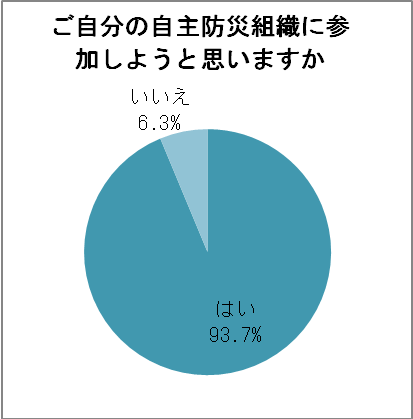 ご自分の自主防災組織に参
加しようと思いますか
いいえ
6.3%
はい
93.7%